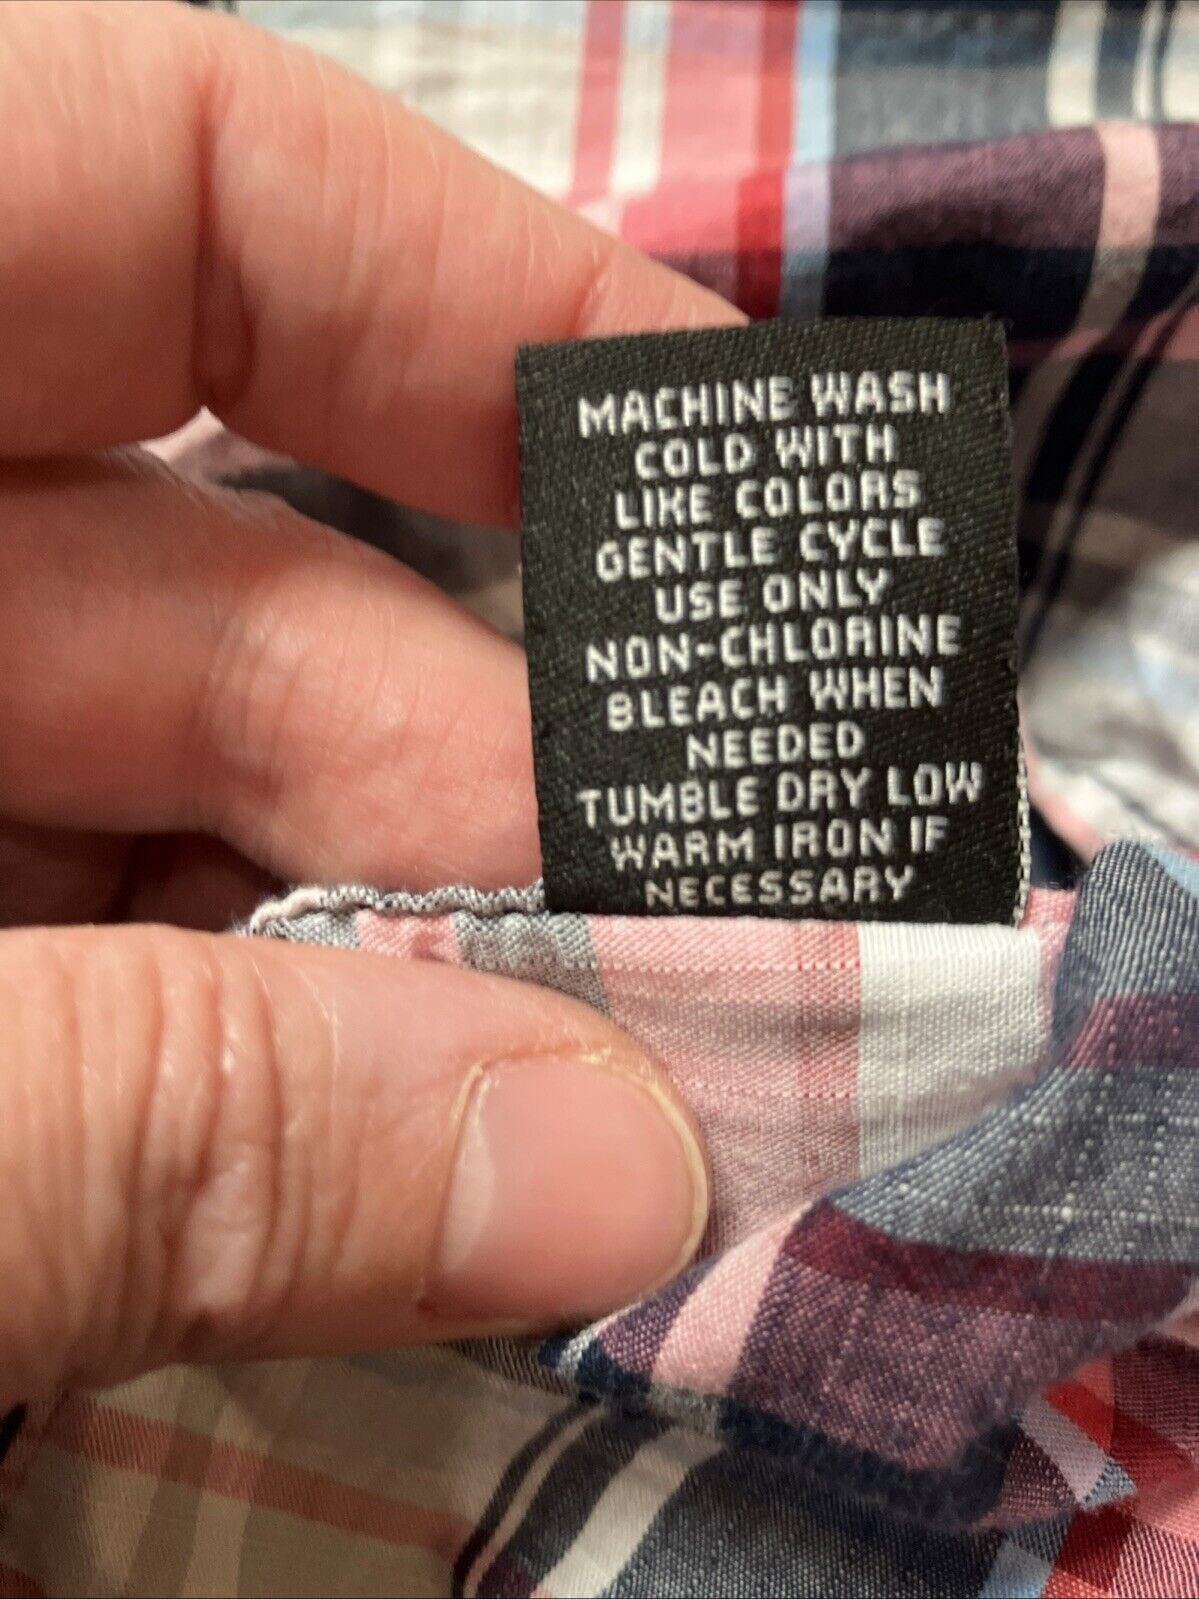 MACHINE WASH
COLD WITH
LIKE COLORS
GENTLE CYCLE
USE ONLY
NON-CHLORINE
BLEACH WHEN
NEEDED
TUMBLE DRY LOW
WARM IRON IF
NECESSARY